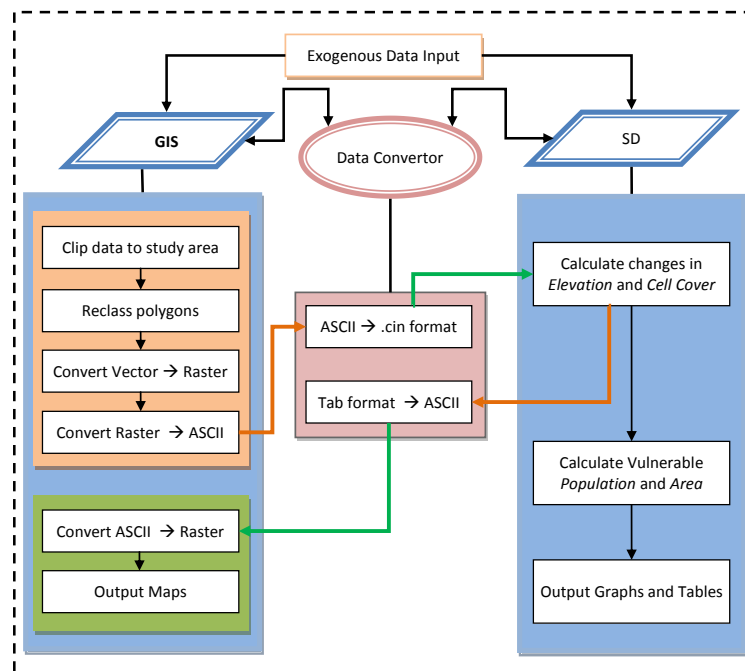 Exogenous Data Input
GIS
Data Convertor
SD
Clip data to study area
Reclass polygons
Convert Vector → Raster
Convert Raster → ASCII
Convert ASCII → Raster
Output Maps
ASCII → .cin format
Tab format → ASCII
Calculate changes in
Elevation and Cell Cover
Calculate Vulnerable
Population and Area
Output Graphs and Tables